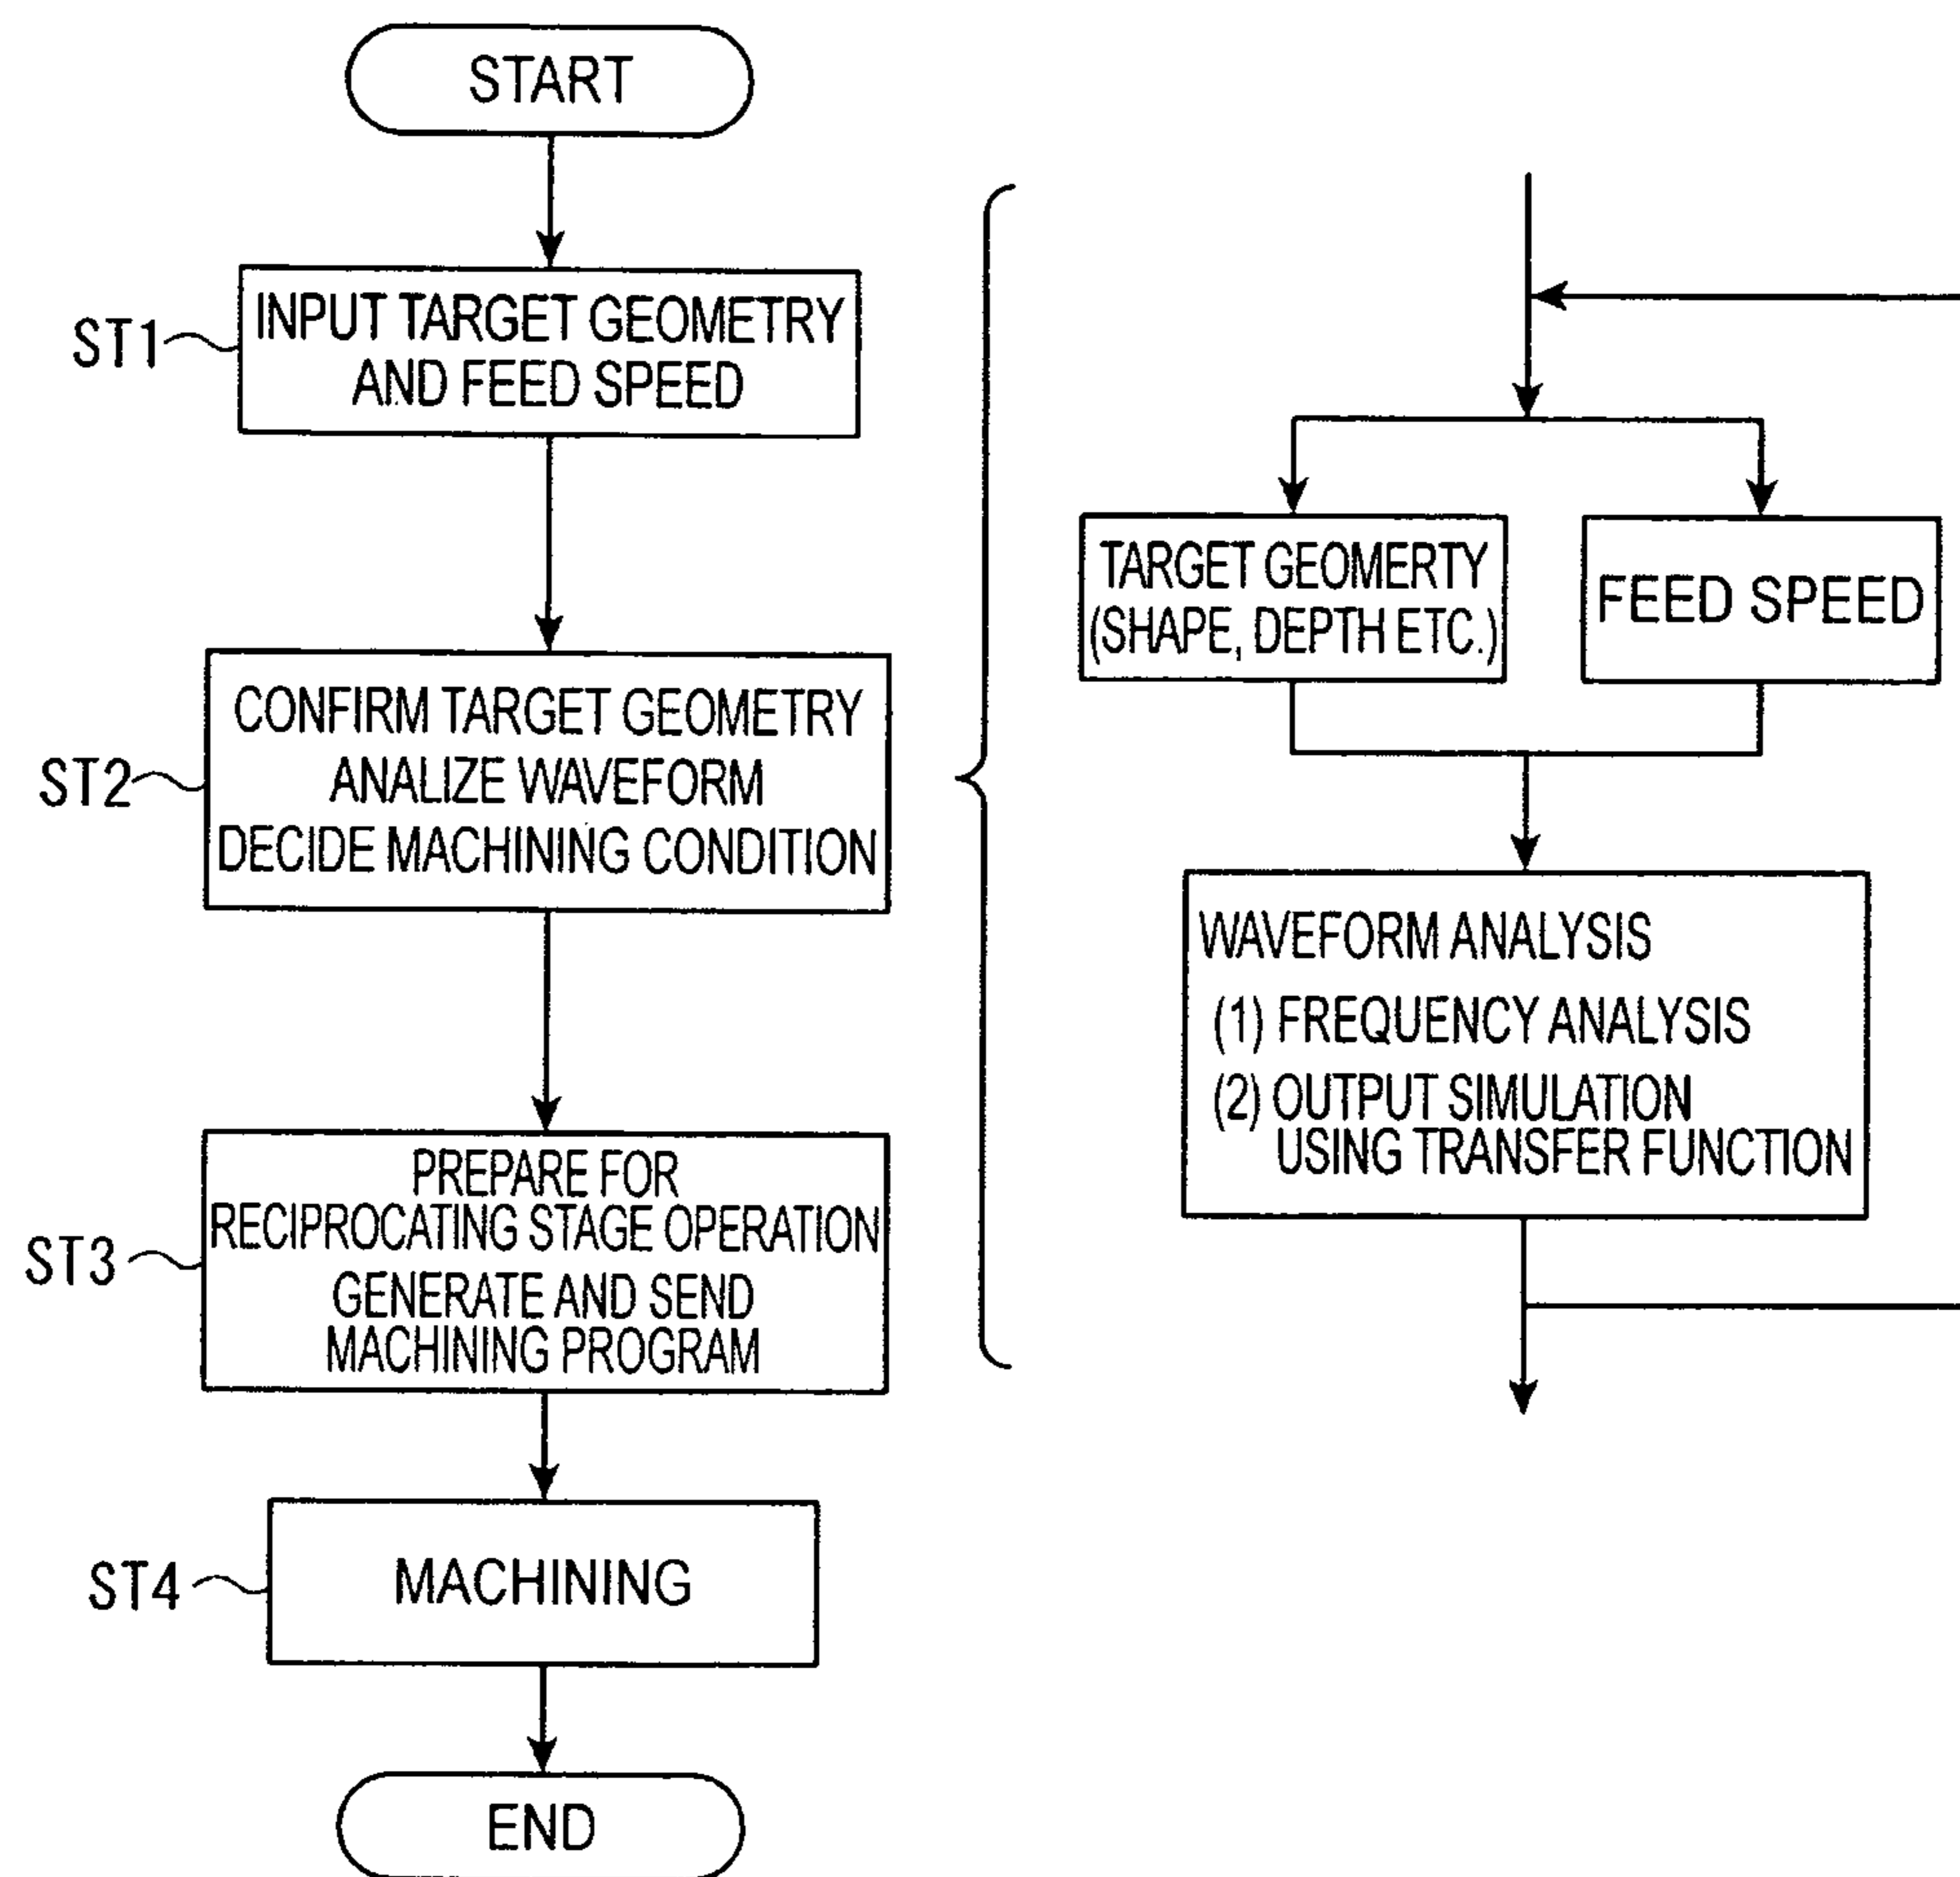 START
ST1
INPUT TARGET GEOMETRY
AND FEED SPEED
ST2
CONFIRM TARGET GEOMETRY
ANALIZE WAVEFORM
DECIDE MACHINING CONDITION
ST3
PREPARE FOR
RECIPROCATING STAGE OPERATION
GENERATE AND SEND
MACHINING PROGRAM
ST4
MACHINING
END
TARGET GEOMERTY
(SHAPE, DEPTH ETC.)
FEED SPEED
WAVEFORM ANALYSIS
(1) FREQUENCY ANALYSIS
(2) OUTPUT SIMULATION
USING TRANSFER FUNCTION